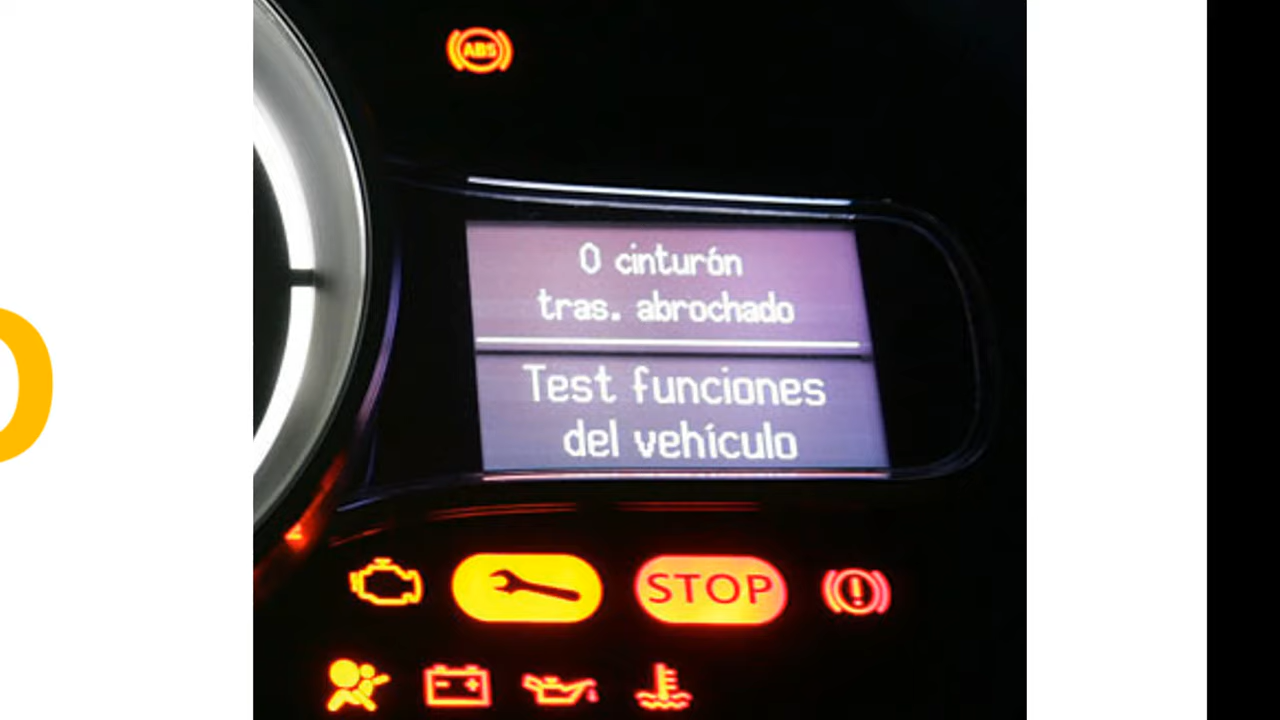 ABS
0 cinturón
tras. abrochado
Test funciones
del vehículo
STOP